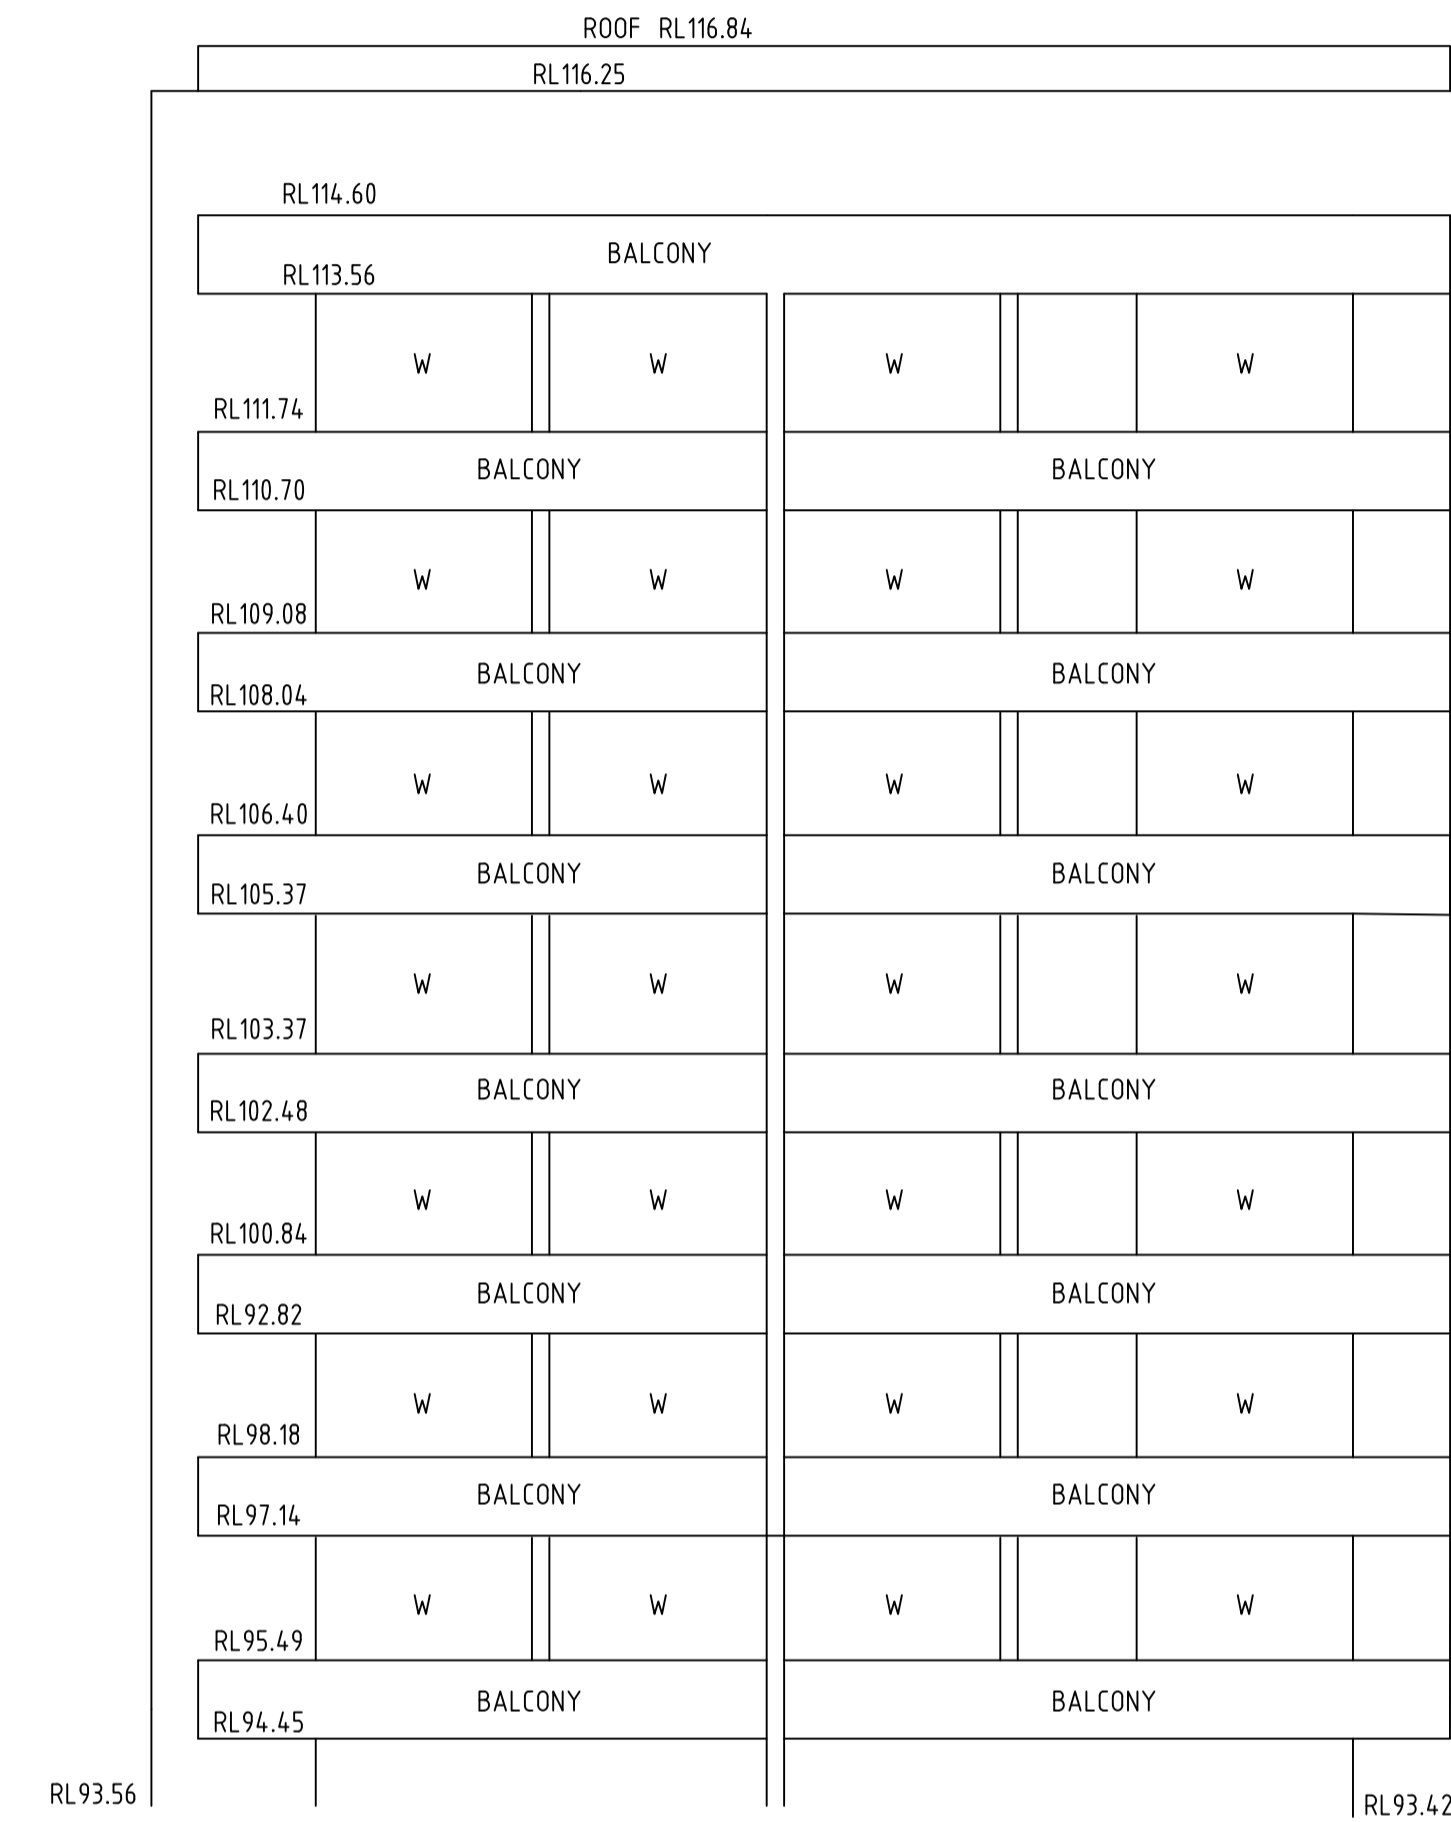 ROOF RL116.84
RL116.25
RL114.60
BALCONY
RL113.56
W W W W
RL111.74
BALCONY BALCONY
RL110.70
W W W W
RL109.08
BALCONY BALCONY
RL108.04
W W W W
RL106.40
BALCONY BALCONY
RL105.37
W W W W
RL103.37
BALCONY BALCONY
RL102.48
W W W W
RL100.84
BALCONY BALCONY
RL92.82
W W W W
RL98.18
BALCONY BALCONY
RL97.14
W W W W
RL95.49
BALCONY BALCONY
RL94.45
RL93.56
RL93.42